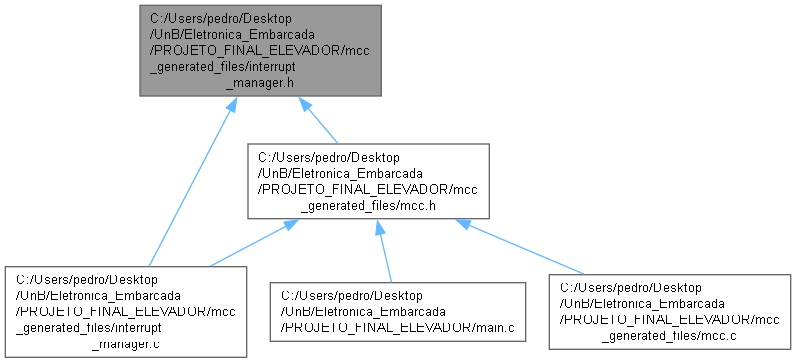 C:/Users/pedro/Desktop
/UnB/Eletronica_Embarcada
/PROJETO_FINAL_ELEVADOR/mcc
_generated_files/interrupt
_manager.h
C:/Users/pedro/Desktop
/UnB/Eletronica_Embarcada
/PROJETO_FINAL_ELEVADOR/mcc
_generated_files/mcc.h
C:/Users/pedro/Desktop
/UnB/Eletronica_Embarcada
/PROJETO_FINAL_ELEVADOR/mcc
_generated_files/interrupt
_manager.c
C:/Users/pedro/Desktop
/UnB/Eletronica_Embarcada
/PROJETO_FINAL_ELEVADOR/main.c
C:/Users/pedro/Desktop
/UnB/Eletronica_Embarcada
/PROJETO_FINAL_ELEVADOR/mcc
_generated_files/mcc.c